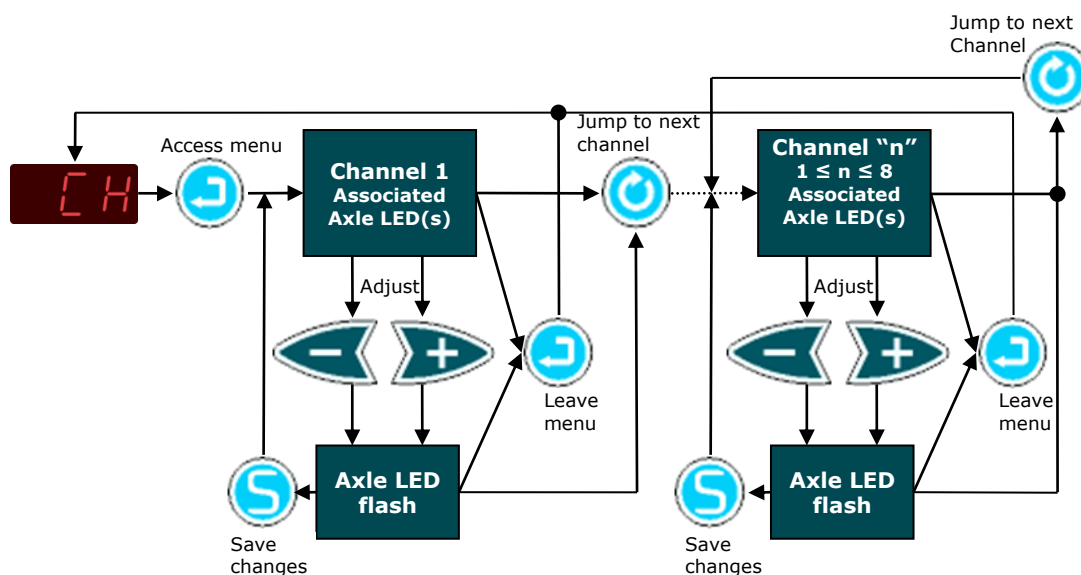 Jump to next
Channel
Access menu
Jump to next
channel
CH
Channel 1
Associated
Axle LED(s)
Channel “n”
1 ≤ n ≤ 8
Associated
Axle LED(s)
Adjust
Adjust
− +
− +
Leave
menu
Leave
menu
S
Axle LED
flash
S
Axle LED
flash
Save
changes
Save
changes